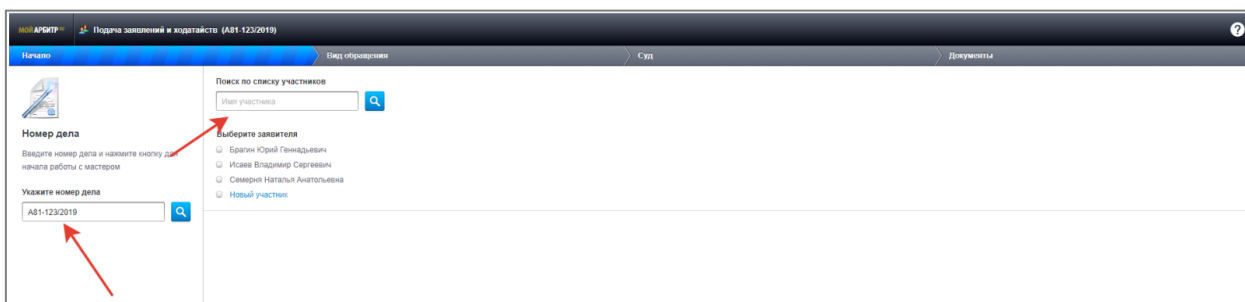 МОЙ АРБИТР Подача заявлений и ходатайств (А81-123/2019)
Начало Вид обращения Суд Документы
Поиск по списку участников
Имя участника
Номер дела
Введите номер дела и нажмите кнопку для
начала работы с мастером
Выберите заявителя
Брагин Юрий Геннадьевич
Исаев Владимир Сергеевич
Семерня Наталья Анатольевна
Новый участник
Укажите номер дела
А81-123/2019